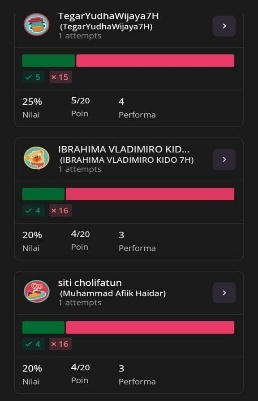 TegarYudhaWijaya7H
(TegarYudhaWijaya7H)
1 attempts
✓ 5 × 15
25% 5/20 4
Nilai Poin Performa
IBRAHIMA VLADIMIRO KID...
(IBRAHIMA VLADIMIRO KIDO 7H)
1 attempts
✓ 4 × 16
20% 4/20 3
Nilai Poin Performa
siti cholifatun
(Muhammad Afiik Haidar)
1 attempts
✓ 4 × 16
20% 4/20 3
Nilai Poin Performa